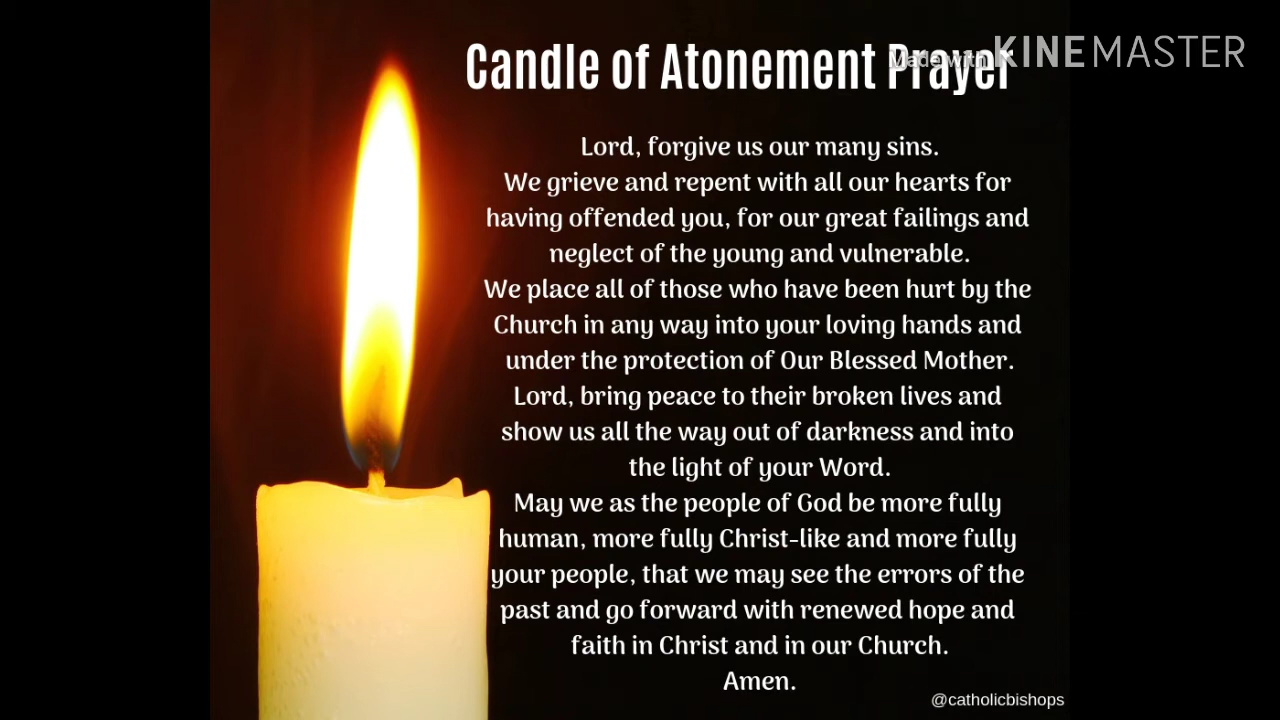 Candle of Atonement Prayer
Made with KINEMASTER
Lord, forgive us our many sins.
We grieve and repent with all our hearts for
having offended you, for our great failings and
neglect of the young and vulnerable.
We place all of those who have been hurt by the
Church in any way into your loving hands and
under the protection of Our Blessed Mother.
Lord, bring peace to their broken lives and
show us all the way out of darkness and into
the light of your Word.
May we as the people of God be more fully
human, more fully Christ-like and more fully
your people, that we may see the errors of the
past and go forward with renewed hope and
faith in Christ and in our Church.
Amen.
@catholicbishops